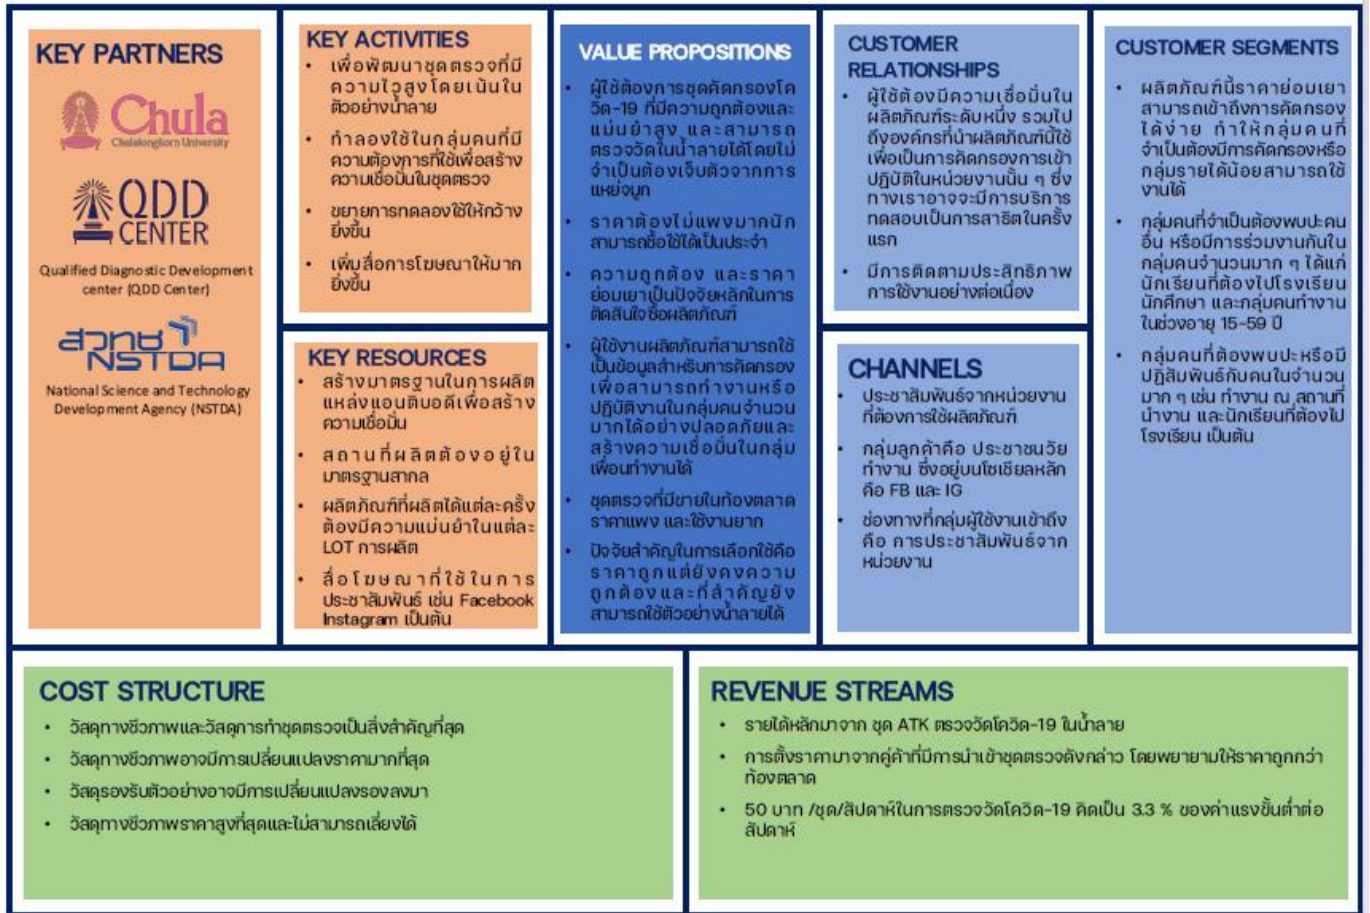 KEY PARTNERS
Chula
Chulalongkorn University
QDD
CENTER
Qualified Diagnostic Development
center (QDD Center)
สวทช
NSTDA
National Science and Technology
Development Agency (NSTDA)
KEY ACTIVITIES
• เพื่อพัฒนาชุดตรวจที่มี
ความไวสูงโดยเน้นใน
ตัวอย่างน้ำลาย
• ทำลองใช้ในกลุ่มคนที่มี
ความต้องการที่ใช้เพื่อสร้าง
ความเชื่อมั่นในชุดตรวจ
• ขยายการทดลองใช้ให้กว้าง
ยิ่งขึ้น
• เพิ่มสื่อการโฆษณาให้มาก
ยิ่งขึ้น
KEY RESOURCES
• สร้างมาตรฐานในการผลิต
แหล่งแอนติบอดีเพื่อสร้าง
ความเชื่อมั่น
• สถานที่ผลิตต้องอยู่ใน
มาตรฐานสากล
• ผลิตภัณฑ์ที่ผลิตได้แต่ละครั้ง
ต้องมีความแม่นยำในแต่ละ
LOT การผลิต
• สื่อโฆษณาที่ใช้ในการ
ประชาสัมพันธ์ เช่น Facebook
Instagram เป็นต้น
VALUE PROPOSITIONS
• ผู้ใช้ต้องการชุดคัดกรองโค
วิด-19 ที่มีความถูกต้องและ
แม่นยำสูง และสามารถ
ตรวจวัดในน้ำลายได้โดยไม่
จำเป็นต้องเจ็บตัวจากการ
แหย่จมูก
• ราคาต้องไม่แพงมากนัก
สามารถซื้อใช้ได้เป็นประจำ
• ความถูกต้อง และราคา
ย่อมเยาเป็นปัจจัยหลักในการ
ตัดสินใจซื้อผลิตภัณฑ์
• ผู้ใช้งานผลิตภัณฑ์สามารถใช้
เป็นข้อมูลสำหรับการคัดกรอง
เพื่อสามารถทำงานหรือ
ปฏิบัติงานในกลุ่มคนจำนวน
มากได้อย่างปลอดภัยและ
สร้างความเชื่อมั่นในกลุ่ม
เพื่อนทำงานได้
• ชุดตรวจที่มีขายในท้องตลาด
ราคาแพง และใช้งานยาก
• ปัจจัยสำคัญในการเลือกใช้คือ
ราคาถูกแต่ยังคงความ
ถูกต้องและที่สำคัญยัง
สามารถใช้ตัวอย่างน้ำลายได้
CUSTOMER
RELATIONSHIPS
• ผู้ใช้ต้องมีความเชื่อมั่นใน
ผลิตภัณฑ์ระดับหนึ่ง รวมไป
ถึงองค์กรที่นำผลิตภัณฑ์นี้ใช้
เพื่อเป็นการคัดกรองการเข้า
ปฏิบัติในหน่วยงานนั้น ๆ ซึ่ง
ทางเราอาจจะมีการบริการ
ทดสอบเป็นการสาธิตในครั้ง
แรก
• มีการติดตามประสิทธิภาพ
การใช้งานอย่างต่อเนื่อง
CHANNELS
• ประชาสัมพันธ์จากหน่วยงาน
ที่ต้องการใช้ผลิตภัณฑ์
• กลุ่มลูกค้าคือ ประชาชนวัย
ทำงาน ซึ่งอยู่บนโซเชียลหลัก
คือ FB และ IG
• ช่องทางที่กลุ่มผู้ใช้งานเข้าถึง
คือ การประชาสัมพันธ์จาก
หน่วยงาน
CUSTOMER SEGMENTS
• ผลิตภัณฑ์นี้ราคาย่อมเยา
สามารถเข้าถึงการคัดกรอง
ได้ง่าย ทำให้กลุ่มคนที่
จำเป็นต้องมีการคัดกรองหรือ
กลุ่มรายได้น้อยสามารถใช้
งานได้
• กลุ่มคนที่จำเป็นต้องพบปะคน
อื่น หรือมีการร่วมงานกันใน
กลุ่มคนจำนวนมาก ๆ ได้แก่
นักเรียนที่ต้องไปโรงเรียน
นักศึกษา และกลุ่มคนทำงาน
ในช่วงอายุ 15-59 ปี
• กลุ่มคนที่ต้องพบปะหรือมี
ปฏิสัมพันธ์กับคนในจำนวน
มาก ๆ เช่น ทำงาน ณ สถานที่
นำงาน และนักเรียนที่ต้องไป
โรงเรียน เป็นต้น
COST STRUCTURE
• วัสดุทางชีวภาพและวัสดุการทำชุดตรวจเป็นสิ่งสำคัญที่สุด
• วัสดุทางชีวภาพอาจมีการเปลี่ยนแปลงราคามากที่สุด
• วัสดุรองรับตัวอย่างอาจมีการเปลี่ยนแปลงรองลงมา
• วัสดุทางชีวภาพราคาสูงที่สุดและไม่สามารถเลี่ยงได้
REVENUE STREAMS
• รายได้หลักมาจาก ชุด ATK ตรวจวัดโควิด-19 ในน้ำลาย
• การตั้งราคามาจากคู่ค้าที่มีการนำเข้าชุดตรวจดังกล่าว โดยพยายามให้ราคาถูกกว่า
ท้องตลาด
• 50 บาท /ชุด/สัปดาห์ในการตรวจวัดโควิด-19 คิดเป็น 3.3 % ของค่าแรงขั้นต่ำต่อ
สัปดาห์